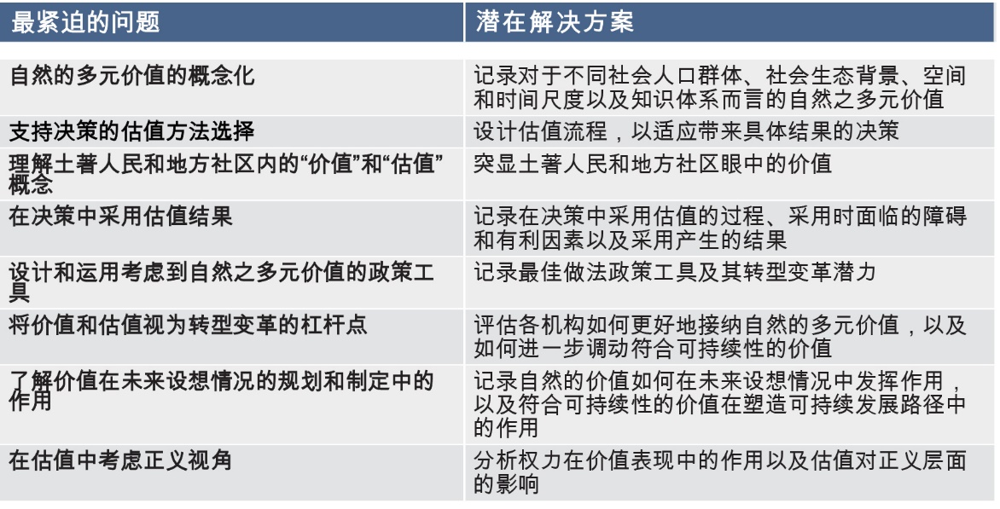 最紧迫的问题
潜在解决方案
自然的多元价值的概念化
记录对于不同社会人口群体、社会生态背景、空间
和时间尺度以及知识体系而言的自然之多元价值
支持决策的估值方法选择
设计估值流程，以适应带来具体结果的决策
理解土著人民和地方社区内的“价值”和“估值”
概念
突显土著人民和地方社区眼中的价值
在决策中采用估值结果
记录在决策中采用估值的过程、采用时面临的障碍
和有利因素以及采用产生的结果
设计和运用考虑到自然之多元价值的政策工
具
记录最佳做法政策工具及其转型变革潜力
将价值和估值视为转型变革的杠杆点
评估各机构如何更好地接纳自然的多元价值，以及
如何进一步调动符合可持续性的价值
了解价值在未来设想情况的规划和制定中的
作用
记录自然的价值如何在未来设想情况中发挥作用，
以及符合可持续性的价值在塑造可持续发展路径中
的作用
在估值中考虑正义视角
分析权力在价值表现中的作用以及估值对正义层面
的影响